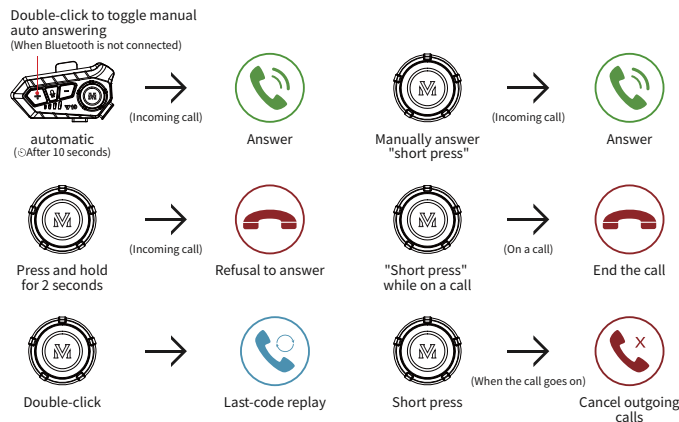 Double-click to toggle manual
auto answering
(When Bluetooth is not connected)
automatic
(⏲After 10 seconds)
(Incoming call)
Answer
Manually answer
"short press"
(Incoming call)
Answer
Press and hold
for 2 seconds
(Incoming call)
Refusal to answer
"Short press"
while on a call
(On a call)
End the call
Double-click
Last-code replay
Short press
(When the call goes on)
Cancel outgoing
calls